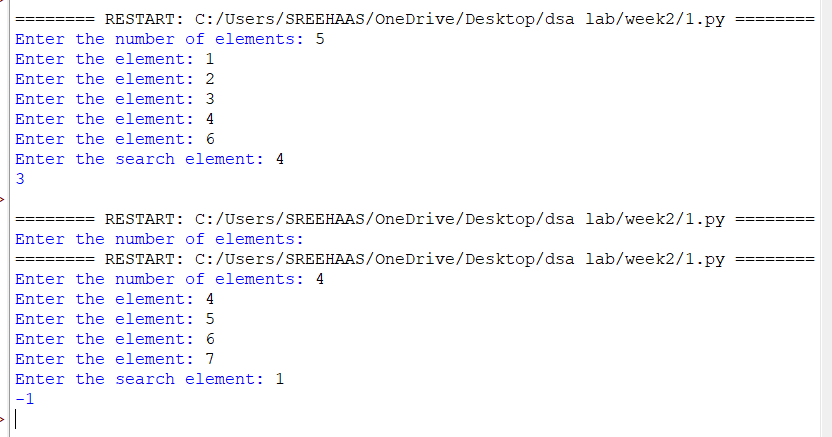 ======== RESTART: C:/Users/SREEHAAS/OneDrive/Desktop/dsa lab/week2/1.py ========
Enter the number of elements: 5
Enter the element: 1
Enter the element: 2
Enter the element: 3
Enter the element: 4
Enter the element: 6
Enter the search element: 4
3
======== RESTART: C:/Users/SREEHAAS/OneDrive/Desktop/dsa lab/week2/1.py ========
Enter the number of elements:
======== RESTART: C:/Users/SREEHAAS/OneDrive/Desktop/dsa lab/week2/1.py ========
Enter the number of elements: 4
Enter the element: 4
Enter the element: 5
Enter the element: 6
Enter the element: 7
Enter the search element: 1
-1